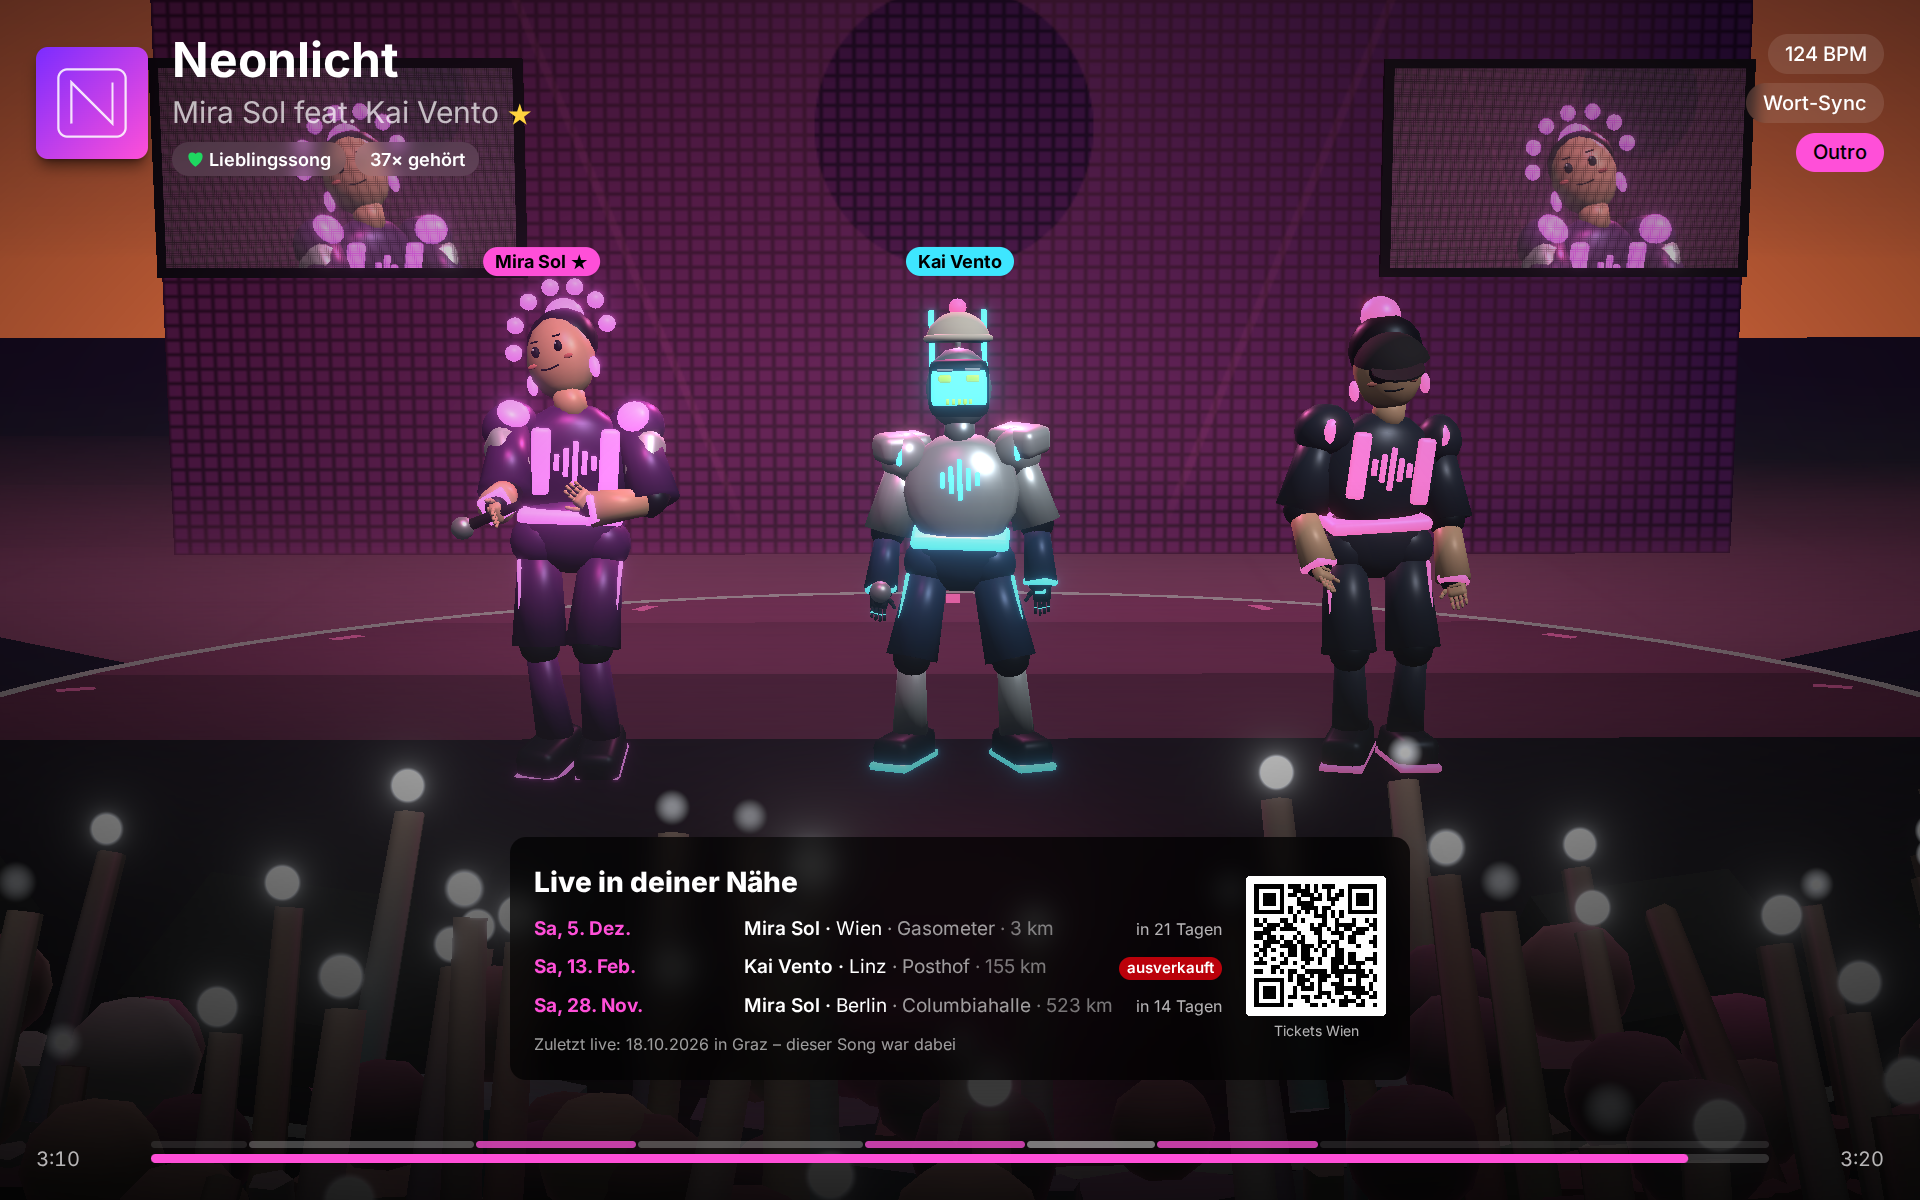 N
Neonlicht
Mira Sol feat. Kai Vento ★
Lieblingssong
37× gehört
124 BPM
Wort-Sync
Outro
Mira Sol ★
Kai Vento
Live in deiner Nähe
Sa, 5. Dez. Mira Sol · Wien · Gasometer · 3 km in 21 Tagen
Sa, 13. Feb. Kai Vento · Linz · Posthof · 155 km ausverkauft
Sa, 28. Nov. Mira Sol · Berlin · Columbiahalle · 523 km in 14 Tagen
Zuletzt live: 18.10.2026 in Graz – dieser Song war dabei
Tickets Wien
3:10
3:20